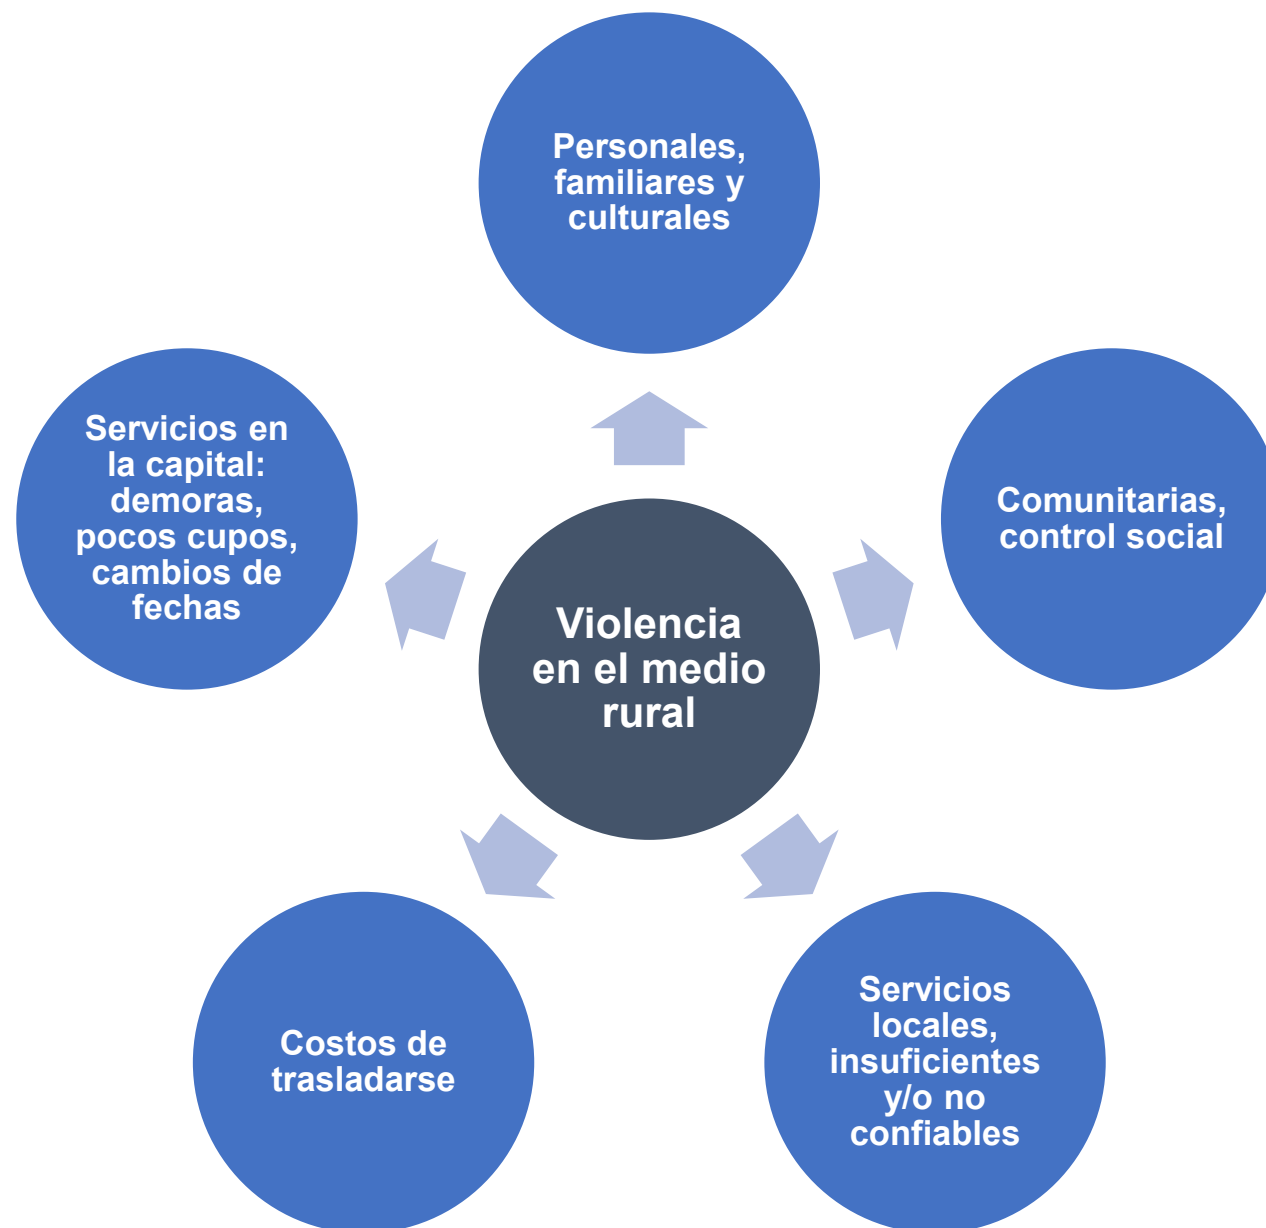 Personales,
familiares y
culturales
Servicios en
la capital:
demoras,
pocos cupos,
cambios de
fechas
Comunitarias,
control social
Violencia
en el medio
rural
Costos de
trasladarse
Servicios
locales,
insuficientes
y/o no
confiables